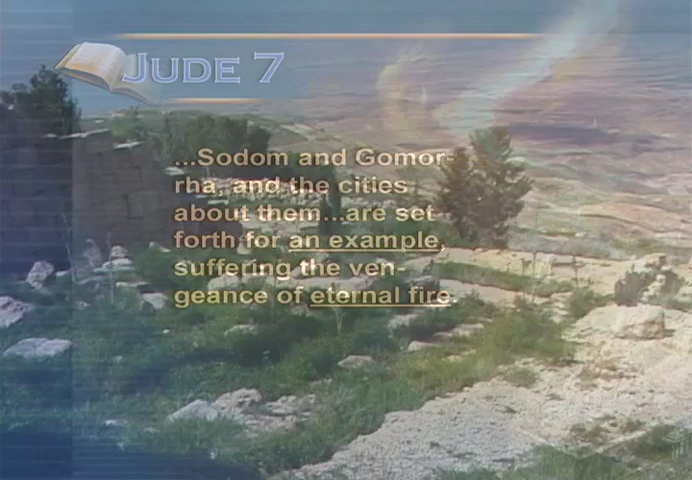 JUDE 7
...Sodom and Gomor-
rha, and the cities
about them...are set
forth for an example,
suffering the ven-
geance of eternal fire.